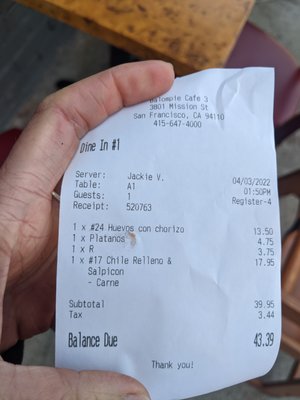 Balompie Cafe 3
3801 Mission St
San Francisco, CA 94110
415-647-4000
Dine In #1
Server: Jackie V.
Table: A1 04/03/2022
Guests: 1 01:50PM
Receipt: 520763 Register-4
1 x #24 Huevos con chorizo 13.50
1 x Platanos 4.75
1 x R 3.75
1 x #17 Chile Relleno & 17.95
Salpicon
- Carne
Subtotal 39.95
Tax 3.44
Balance Due 43.39
Thank you!